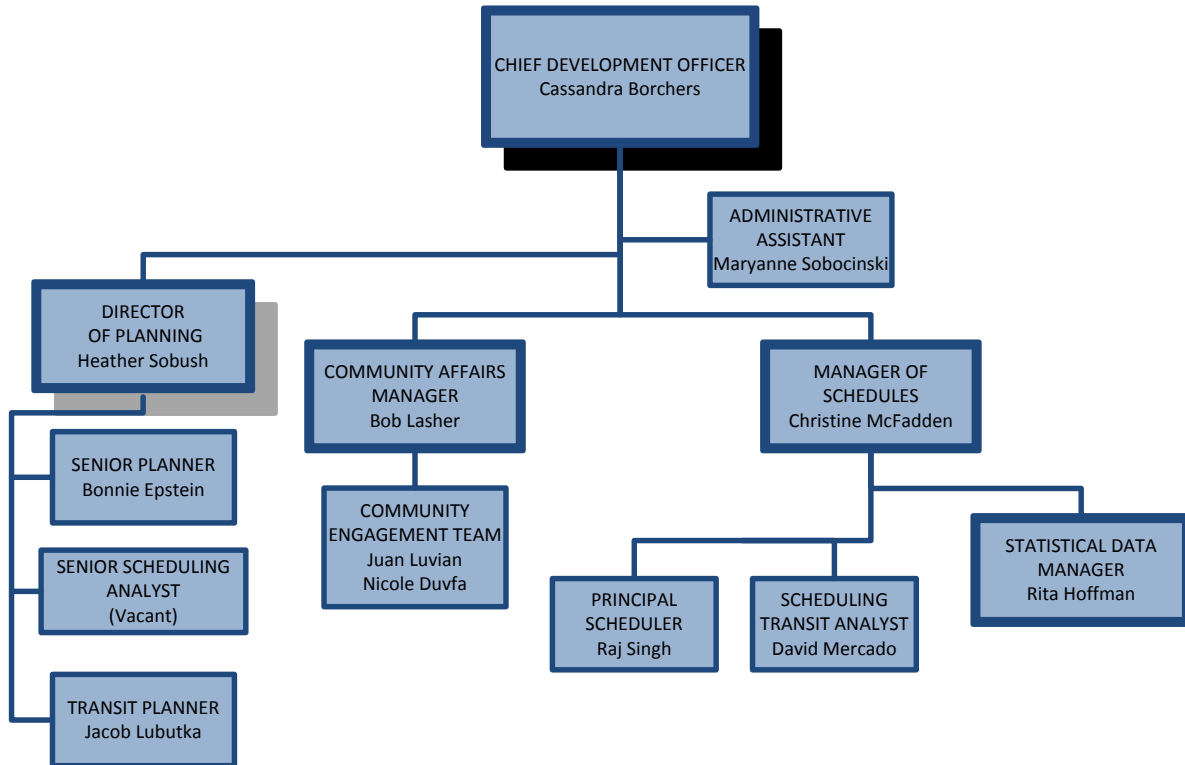 CHIEF DEVELOPMENT OFFICER
Cassandra Borchers
ADMINISTRATIVE
ASSISTANT
Maryanne Sobocinski
DIRECTOR
OF PLANNING
Heather Sobush
COMMUNITY AFFAIRS
MANAGER
Bob Lasher
MANAGER OF
SCHEDULES
Christine McFadden
SENIOR PLANNER
Bonnie Epstein
SENIOR SCHEDULING
ANALYST
(Vacant)
TRANSIT PLANNER
Jacob Lubutka
COMMUNITY
ENGAGEMENT TEAM
Juan Luvian
Nicole Duvfa
PRINCIPAL
SCHEDULER
Raj Singh
SCHEDULING
TRANSIT ANALYST
David Mercado
STATISTICAL DATA
MANAGER
Rita Hoffman